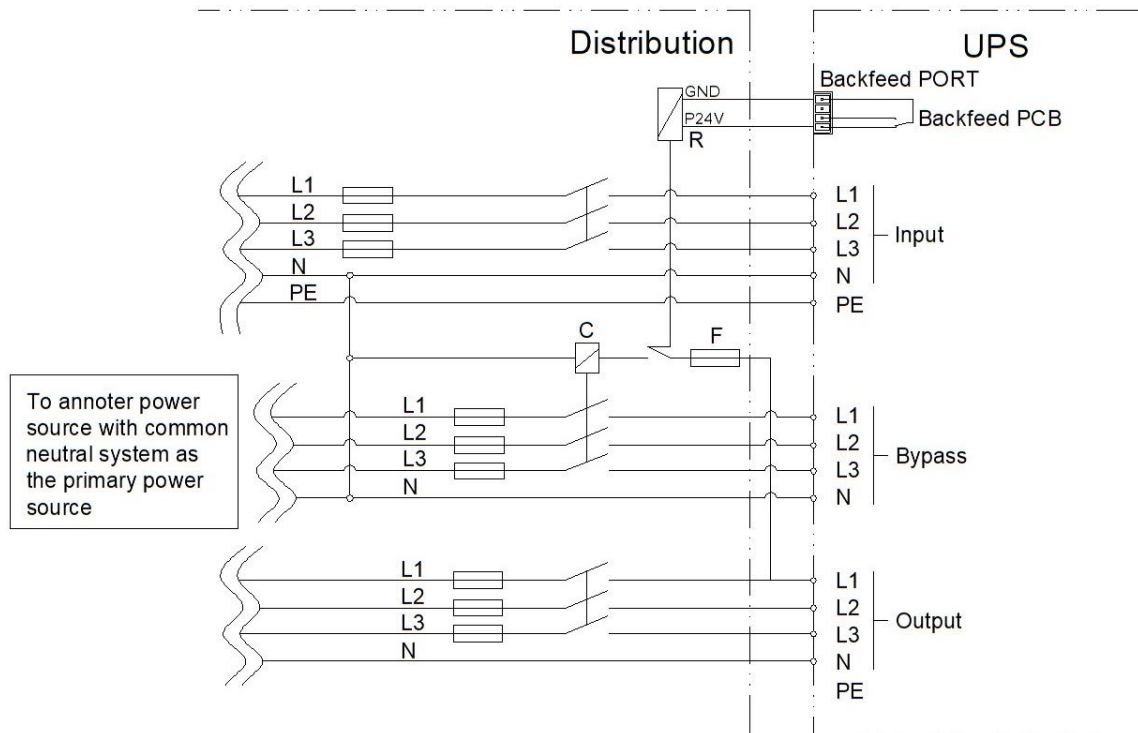 Distribution
UPS
Backfeed PORT
GND
P24V
R
Backfeed PCB
L1
L2
L3
N
PE
L1
L2
L3
N
PE
Input
C
F
To annoter power
source with common
neutral system as
the primary power
source
L1
L2
L3
N
L1
L2
L3
N
Bypass
L1
L2
L3
N
L1
L2
L3
N
PE
Output